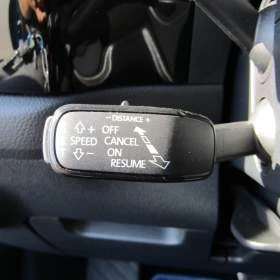 − DISTANCE +
+ OFF
SPEED CANCEL
− ON
RESUME